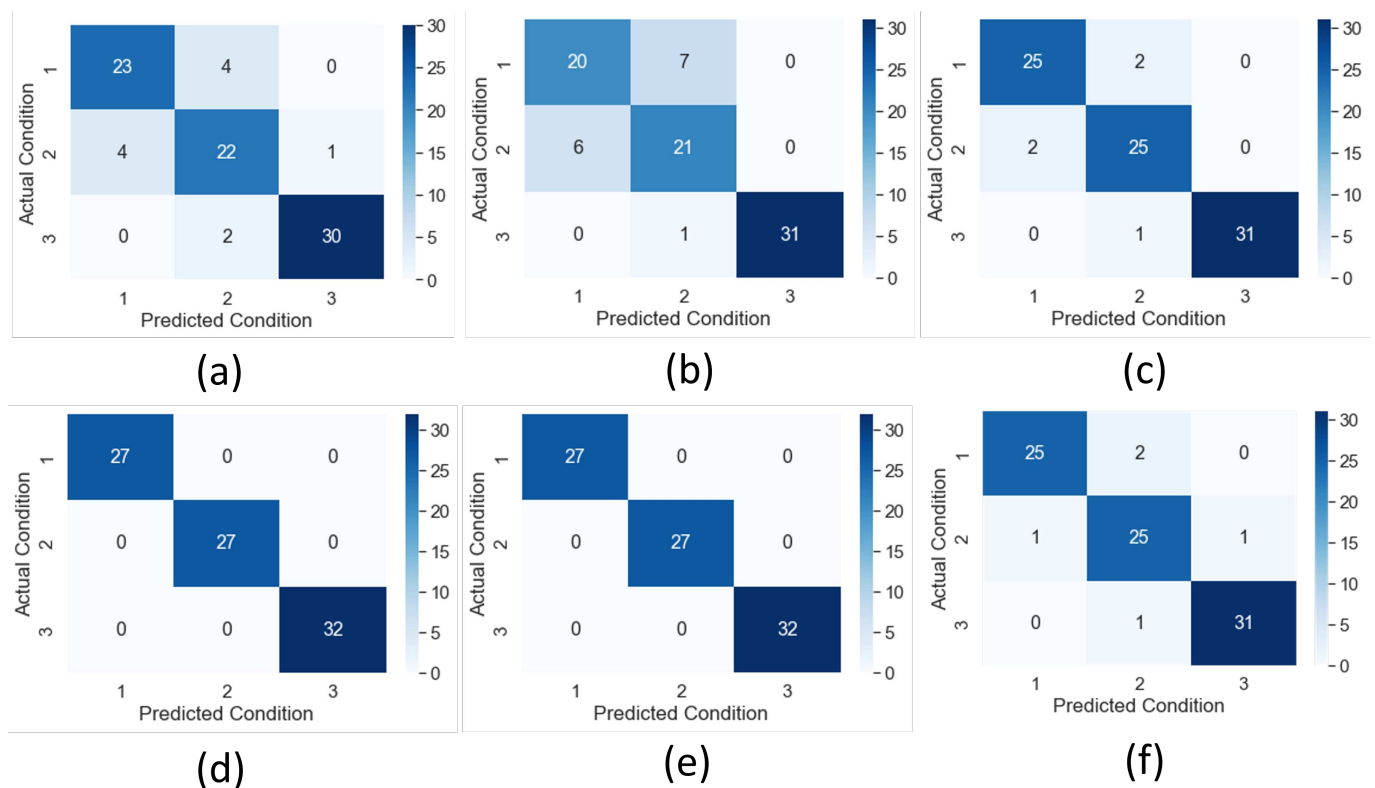 30
23 4 0
1
25
20
4 22 1
2
15
10
0 2 30
3
5
0
1 2 3
Actual Condition
Predicted Condition
(a)
30
20 7 0
1
25
20
6 21 0
2
15
10
0 1 31
3
5
0
1 2 3
Actual Condition
Predicted Condition
(b)
30
25 2 0
1
25
20
2 25 0
2
15
10
0 1 31
3
5
0
1 2 3
Actual Condition
Predicted Condition
(c)
30
27 0 0
1
25
20
0 27 0
2
15
10
0 0 32
3
5
0
1 2 3
Actual Condition
Predicted Condition
(d)
30
27 0 0
1
25
20
0 27 0
2
15
10
0 0 32
3
5
0
1 2 3
Actual Condition
Predicted Condition
(e)
30
25 2 0
1
25
20
1 25 1
2
15
10
0 1 31
3
5
0
1 2 3
Actual Condition
Predicted Condition
(f)